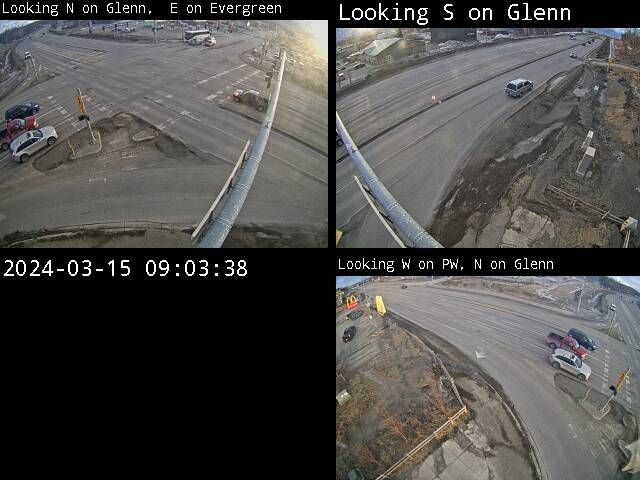 Looking N on Glenn,  E on Evergreen
Looking S on Glenn
2024-03-15 09:03:38
Looking W on PW, N on Glenn